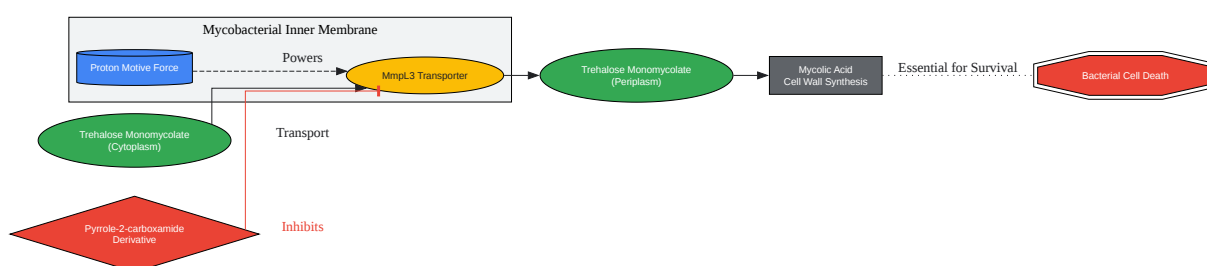 Mycobacterial Inner Membrane
Proton Motive Force
Powers
MmpL3 Transporter
Trehalose Monomycolate
(Periplasm)
Mycolic Acid
Cell Wall Synthesis
Essential for Survival
Bacterial Cell Death
Trehalose Monomycolate
(Cytoplasm)
Transport
Pyrrole-2-carboxamide
Derivative
Inhibits